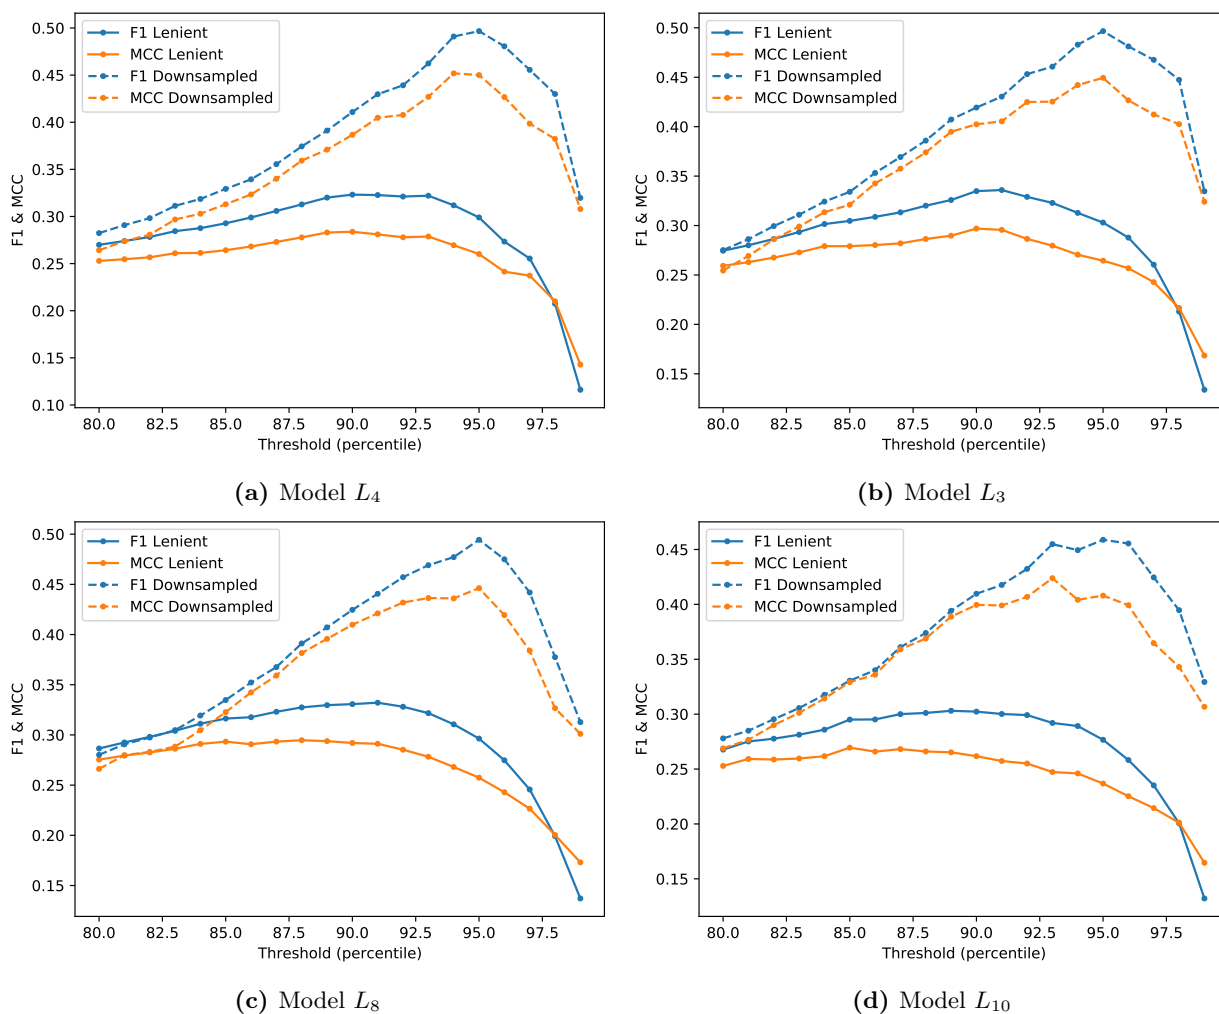 0.50
0.45
0.40
0.35
0.30
0.25
0.20
0.15
0.10
F1 & MCC
F1 Lenient
MCC Lenient
F1 Downsampled
MCC Downsampled
80.0 82.5 85.0 87.5 90.0 92.5 95.0 97.5
Threshold (percentile)
(a) Model L₄
0.50
0.45
0.40
0.35
0.30
0.25
0.20
0.15
F1 & MCC
F1 Lenient
MCC Lenient
F1 Downsampled
MCC Downsampled
80.0 82.5 85.0 87.5 90.0 92.5 95.0 97.5
Threshold (percentile)
(b) Model L₃
0.50
0.45
0.40
0.35
0.30
0.25
0.20
0.15
F1 & MCC
F1 Lenient
MCC Lenient
F1 Downsampled
MCC Downsampled
80.0 82.5 85.0 87.5 90.0 92.5 95.0 97.5
Threshold (percentile)
(c) Model L₈
0.45
0.40
0.35
0.30
0.25
0.20
0.15
F1 & MCC
F1 Lenient
MCC Lenient
F1 Downsampled
MCC Downsampled
80.0 82.5 85.0 87.5 90.0 92.5 95.0 97.5
Threshold (percentile)
(d) Model L₁₀